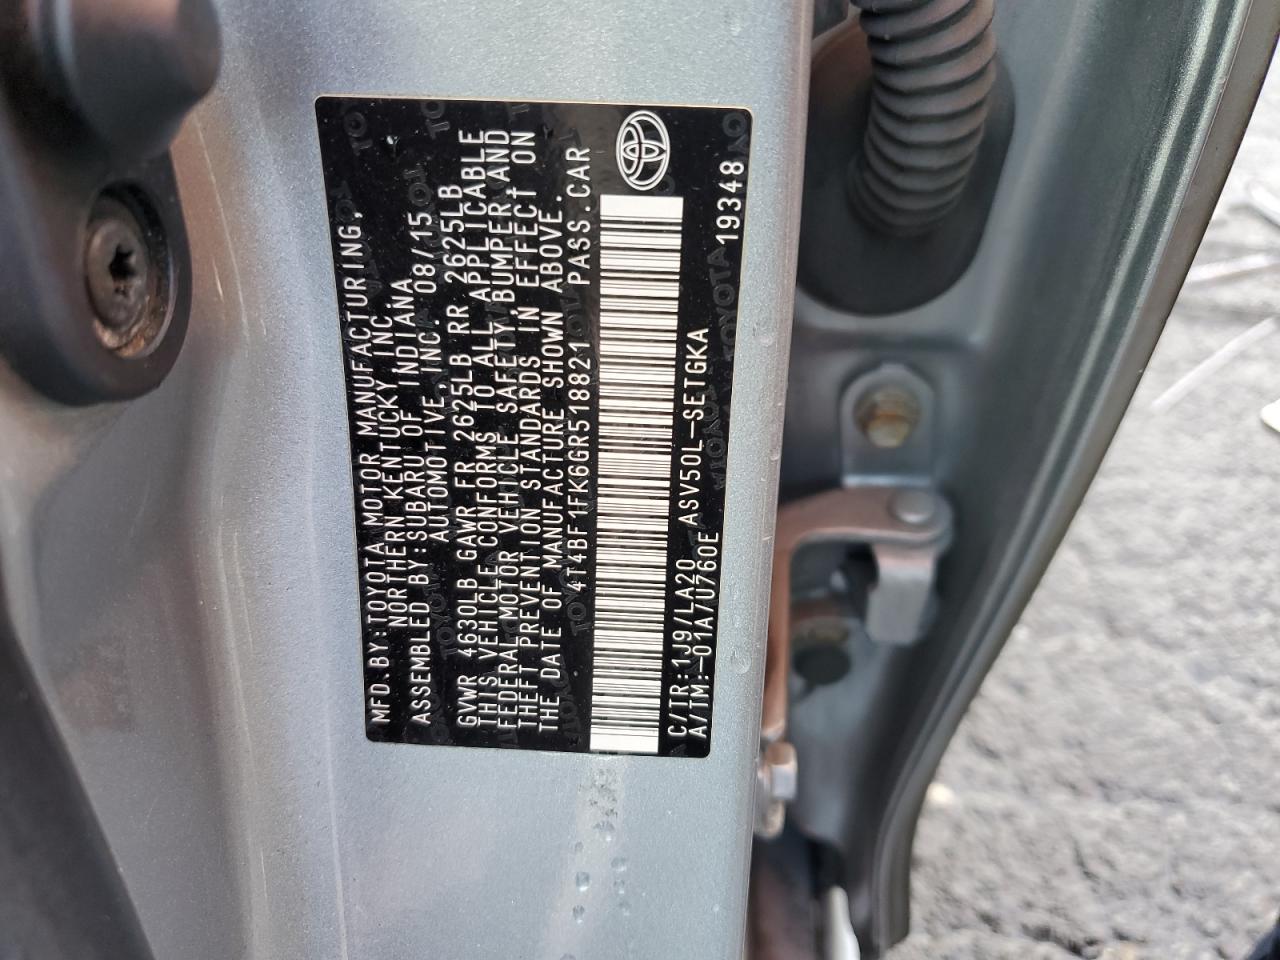 MFD.BY:TOYOTA MOTOR MANUFACTURING,
NORTHERN KENTUCKY INC.
ASSEMBLED BY:SUBARU OF INDIANA
AUTOMOTIVE, INC. 08/15
GVWR 4630LB GAWR FR 2625LB RR 2625LB
THIS VEHICLE CONFORMS TO ALL APPLICABLE
FEDERAL MOTOR VEHICLE SAFETY,BUMPER,AND
THEFT PREVENTION STANDARDS IN EFFECT ON
THE DATE OF MANUFACTURE SHOWN ABOVE.
4T4BF1FK6GR518821 PASS.CAR
C/TR:1J9/LA20 ASV50L-SETGKA
A/TM:-01A/U760E 19348